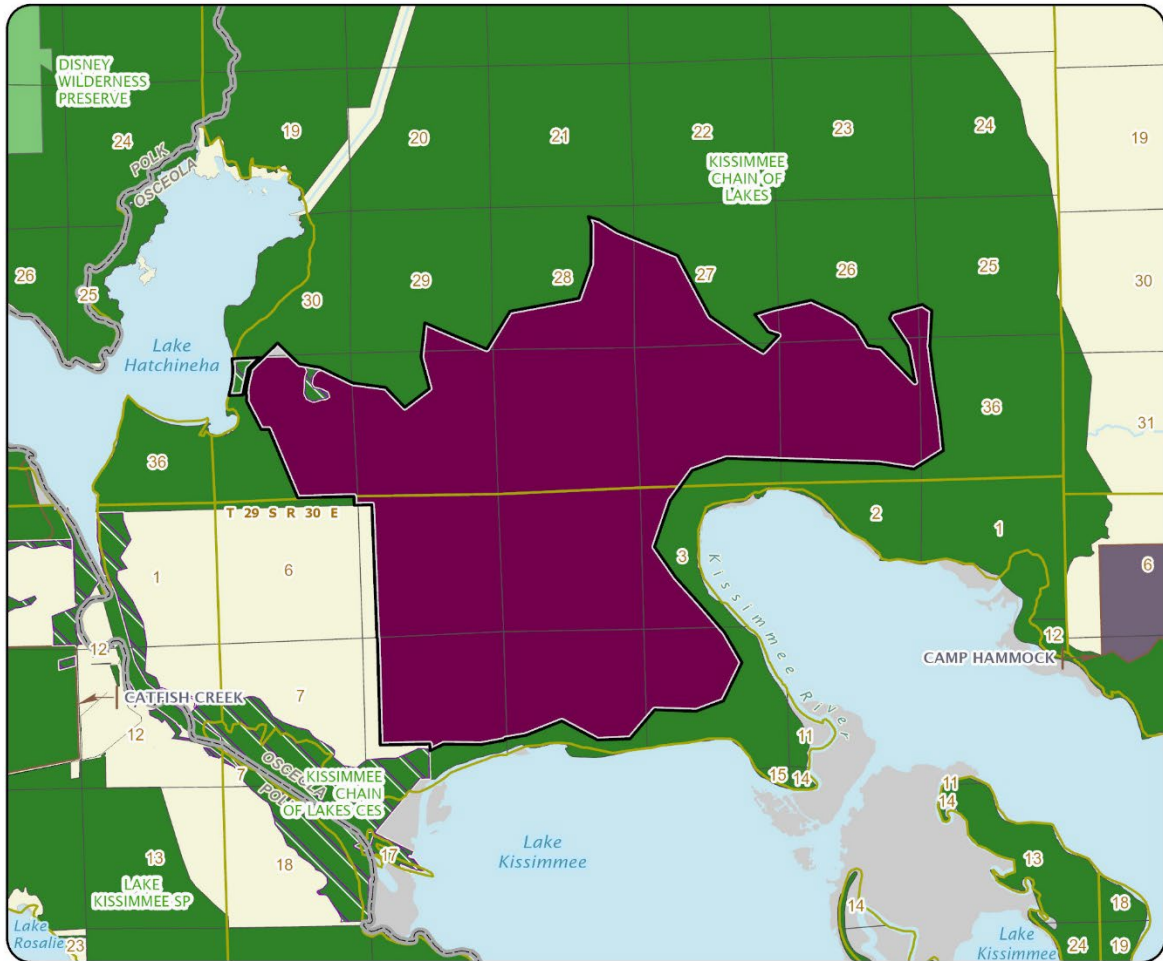 DISNEY
WILDERNESS
PRESERVE
24
19
20
21
22
23
24
19
POLK
OSCEOLA
KISSIMMEE
CHAIN OF
LAKES
26
25
30
29
28
27
26
25
30
Lake
Hatchineha
36
36
31
T 29 S R 30 E
1
6
3
2
1
6
Kissimmee River
12
12
CAMP HAMMOCK
CATFISH CREEK
12
7
7
11
OSCEOLA
POLK
KISSIMMEE
CHAIN
OF LAKES CES
15
14
11
14
Lake
Kissimmee
13
LAKE
KISSIMMEE SP
18
17
13
14
18
Lake
Rosalie
23
Lake
Kissimmee
24
19